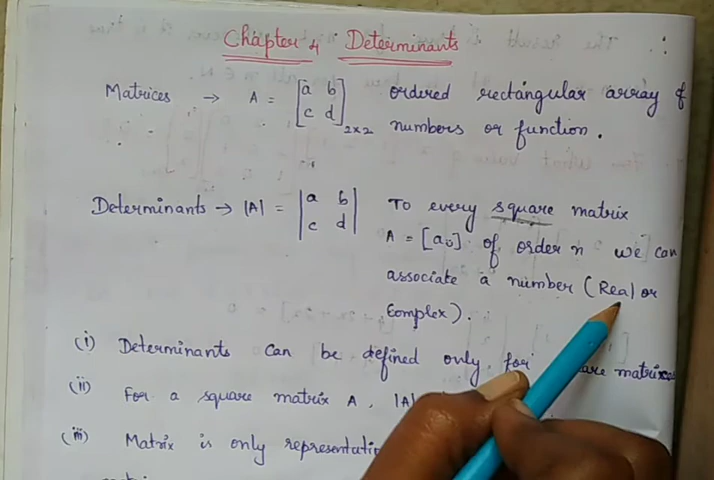 Chapter 4 Determinants
Matrices → A = [a b c d] 2x2 ordered rectangular array of
numbers or function.
Determinants → |A| = |a b c d| To every square matrix
A = [aij] of order n we can
associate a number (Real or
Complex).
(i) Determinants can be defined only for matrix
(ii) For a square matrix A, |A|
(iii) Matrix is only